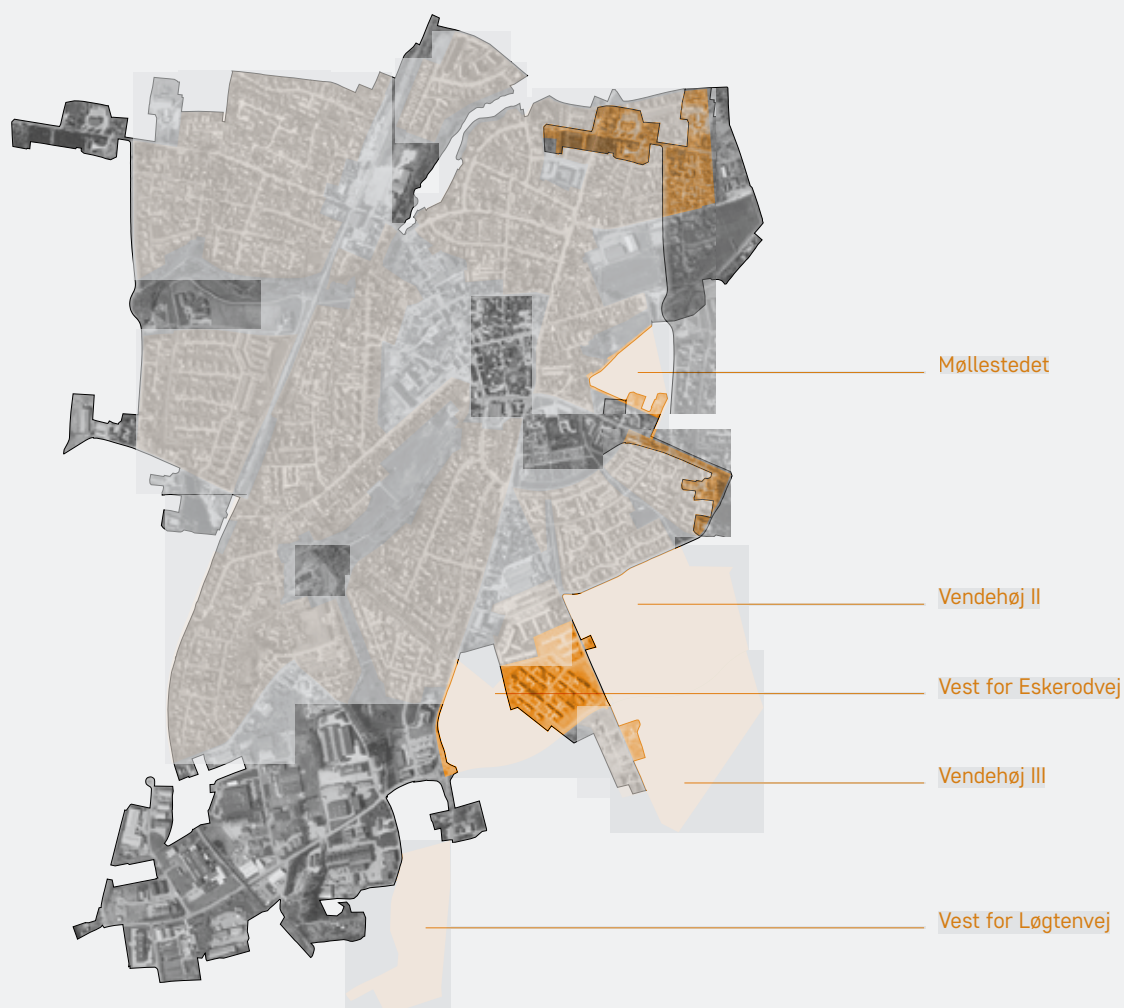 Møllestedet
Vendehøj II
Vest for Eskerodvej
Vendehøj III
Vest for Løgtenvej